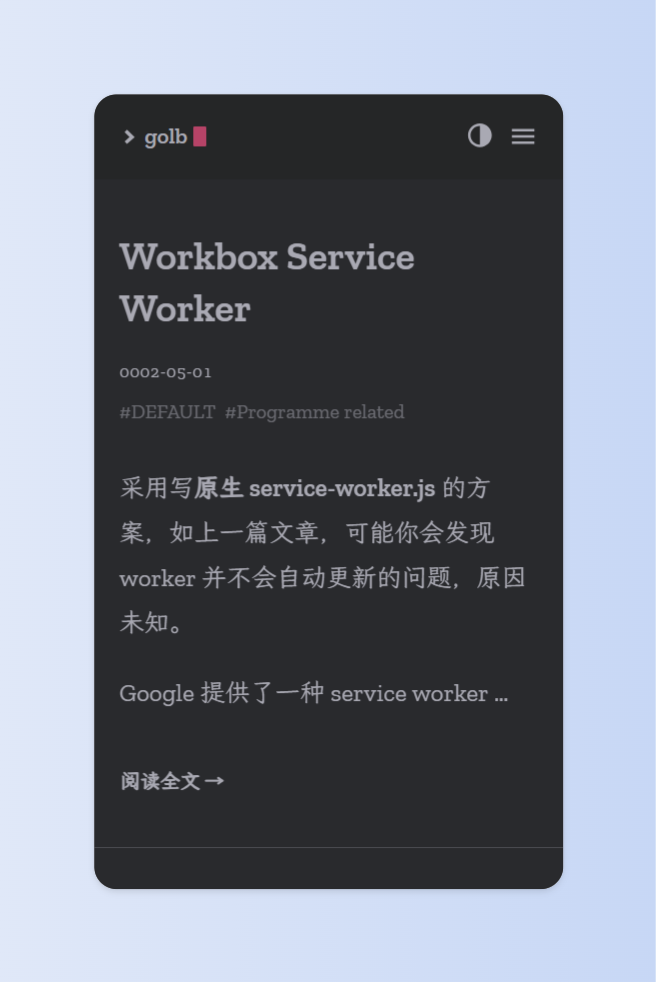 golb
Workbox Service
Worker
0002-05-01
#DEFAULT #Programme related
采用写原生 service-worker.js 的方
案，如上一篇文章，可能你会发现
worker 并不会自动更新的问题，原因
未知。
Google 提供了一种 service worker ...
阅读全文 →